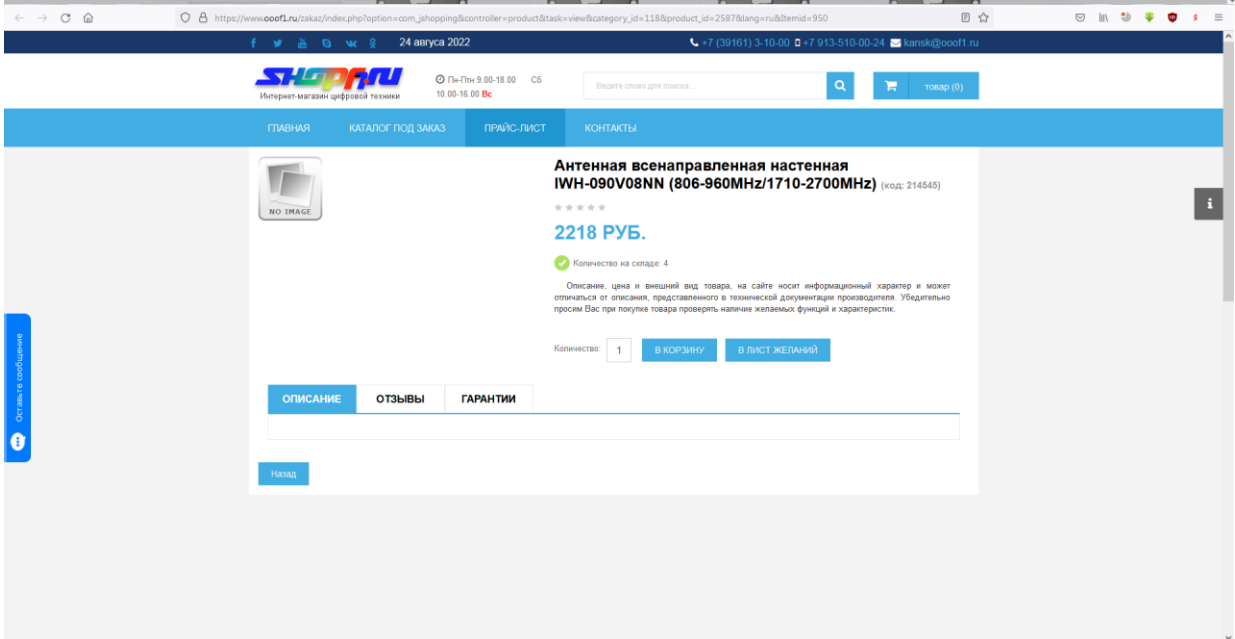 https://www.ooof1.ru/zakaz/index.php?option=com_jshopping&controller=product&task=view&category_id=118&product_id=2587&lang=ru&Itemid=950
24 августа 2022
+7 (39161) 3-10-00 +7 913-510-00-24 kansk@ooof1.ru
SHOPF1.RU
Интернет-магазин цифровой техники
Пн-Птн 9.00-18.00 Сб
10.00-16.00 Вс
Введите слово для поиска...
товар (0)
ГЛАВНАЯ
КАТАЛОГ ПОД ЗАКАЗ
ПРАЙС-ЛИСТ
КОНТАКТЫ
NO IMAGE
Антенная всенаправленная настенная
IWH-090V08NN (806-960MHz/1710-2700MHz) (код: 214545)
2218 РУБ.
Количество на складе: 4
Описание, цена и внешний вид товара, на сайте носит информационный характер и может
отличаться от описания, представленного в технической документации производителя. Убедительно
просим Вас при покупке товара проверять наличие желаемых функций и характеристик.
Количество: 1
В КОРЗИНУ
В ЛИСТ ЖЕЛАНИЙ
Оставьте сообщение
ОПИСАНИЕ
ОТЗЫВЫ
ГАРАНТИИ
Назад